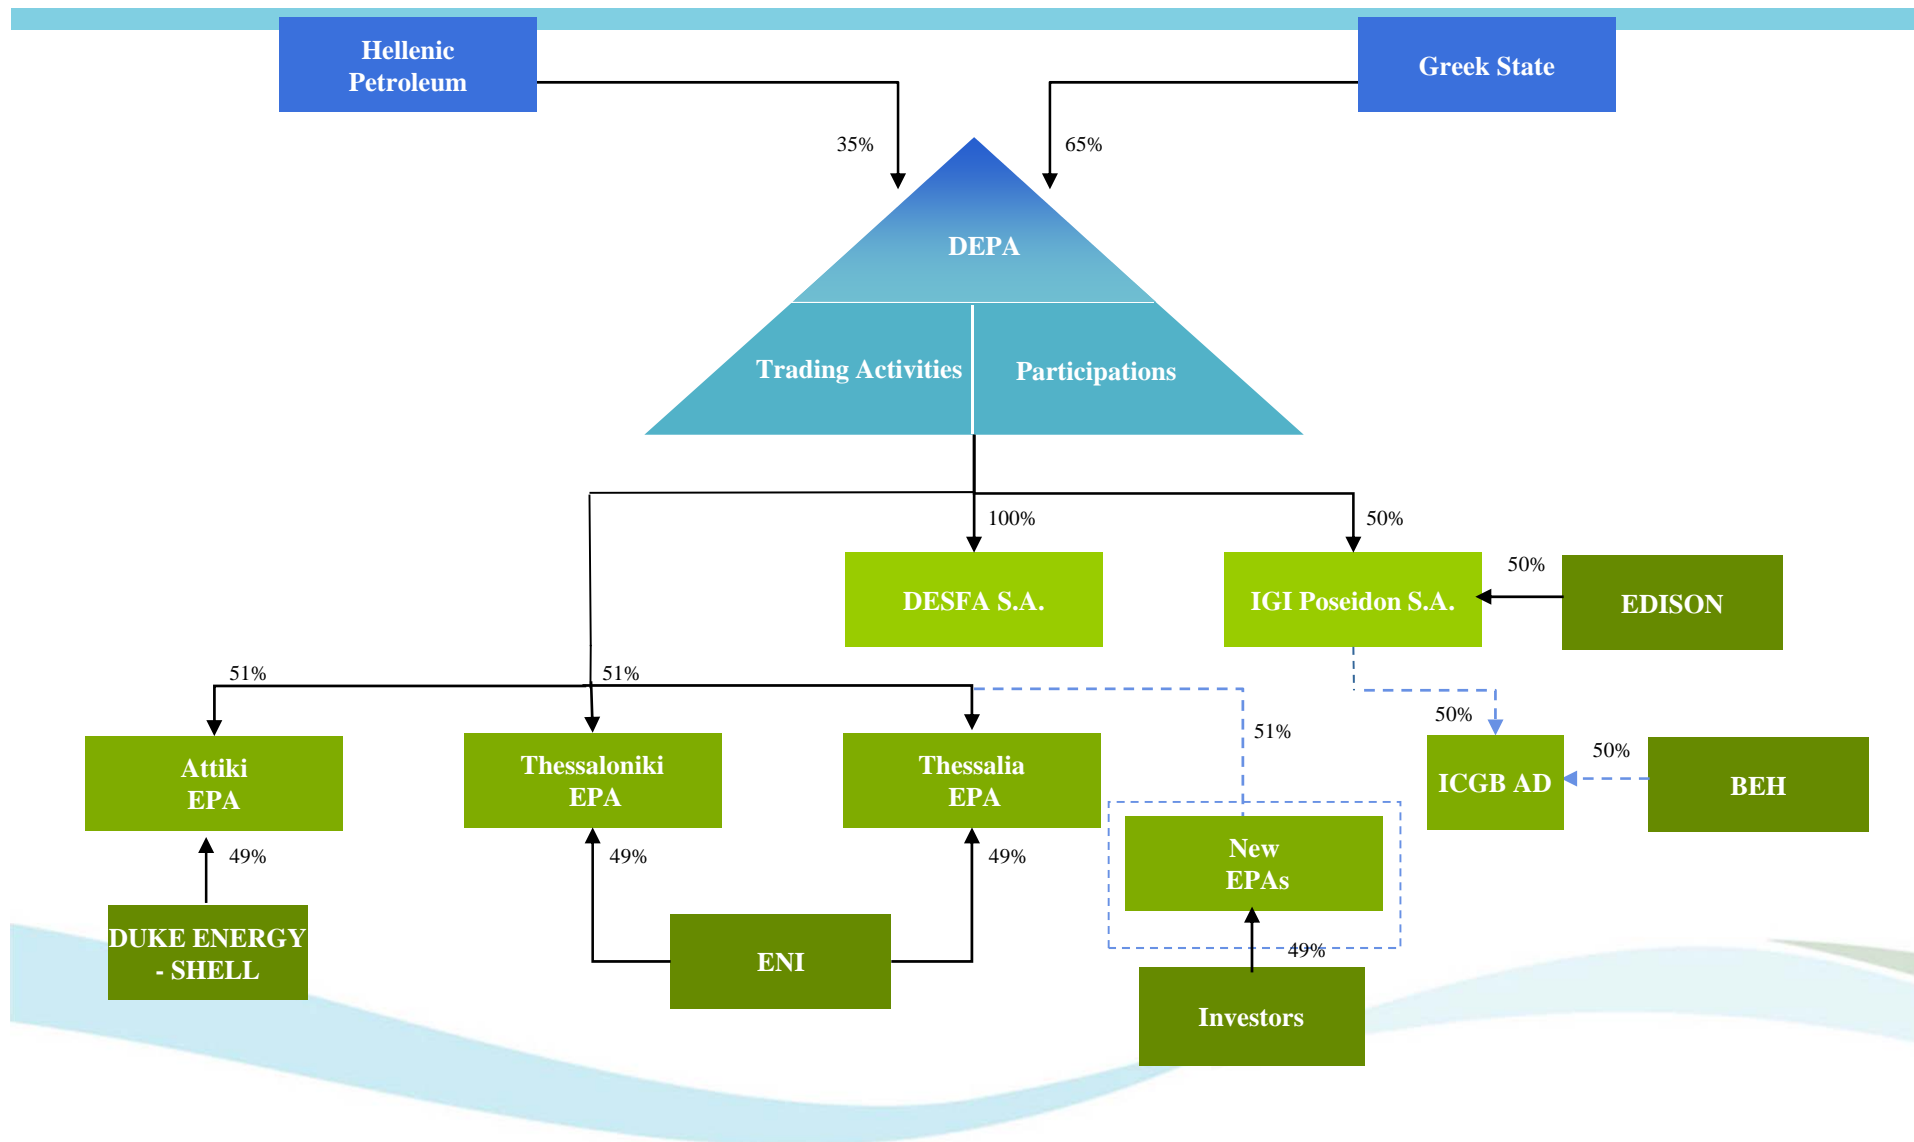 Hellenic
Petroleum
Greek State
35%
65%
DEPA
Trading Activities
Participations
100%
50%
DESFA S.A.
IGI Poseidon S.A.
50%
EDISON
51%
51%
51%
50%
50%
Attiki
EPA
Thessaloniki
EPA
Thessalia
EPA
ICGB AD
BEH
New
EPAs
49%
49%
49%
DUKE ENERGY
- SHELL
ENI
49%
Investors